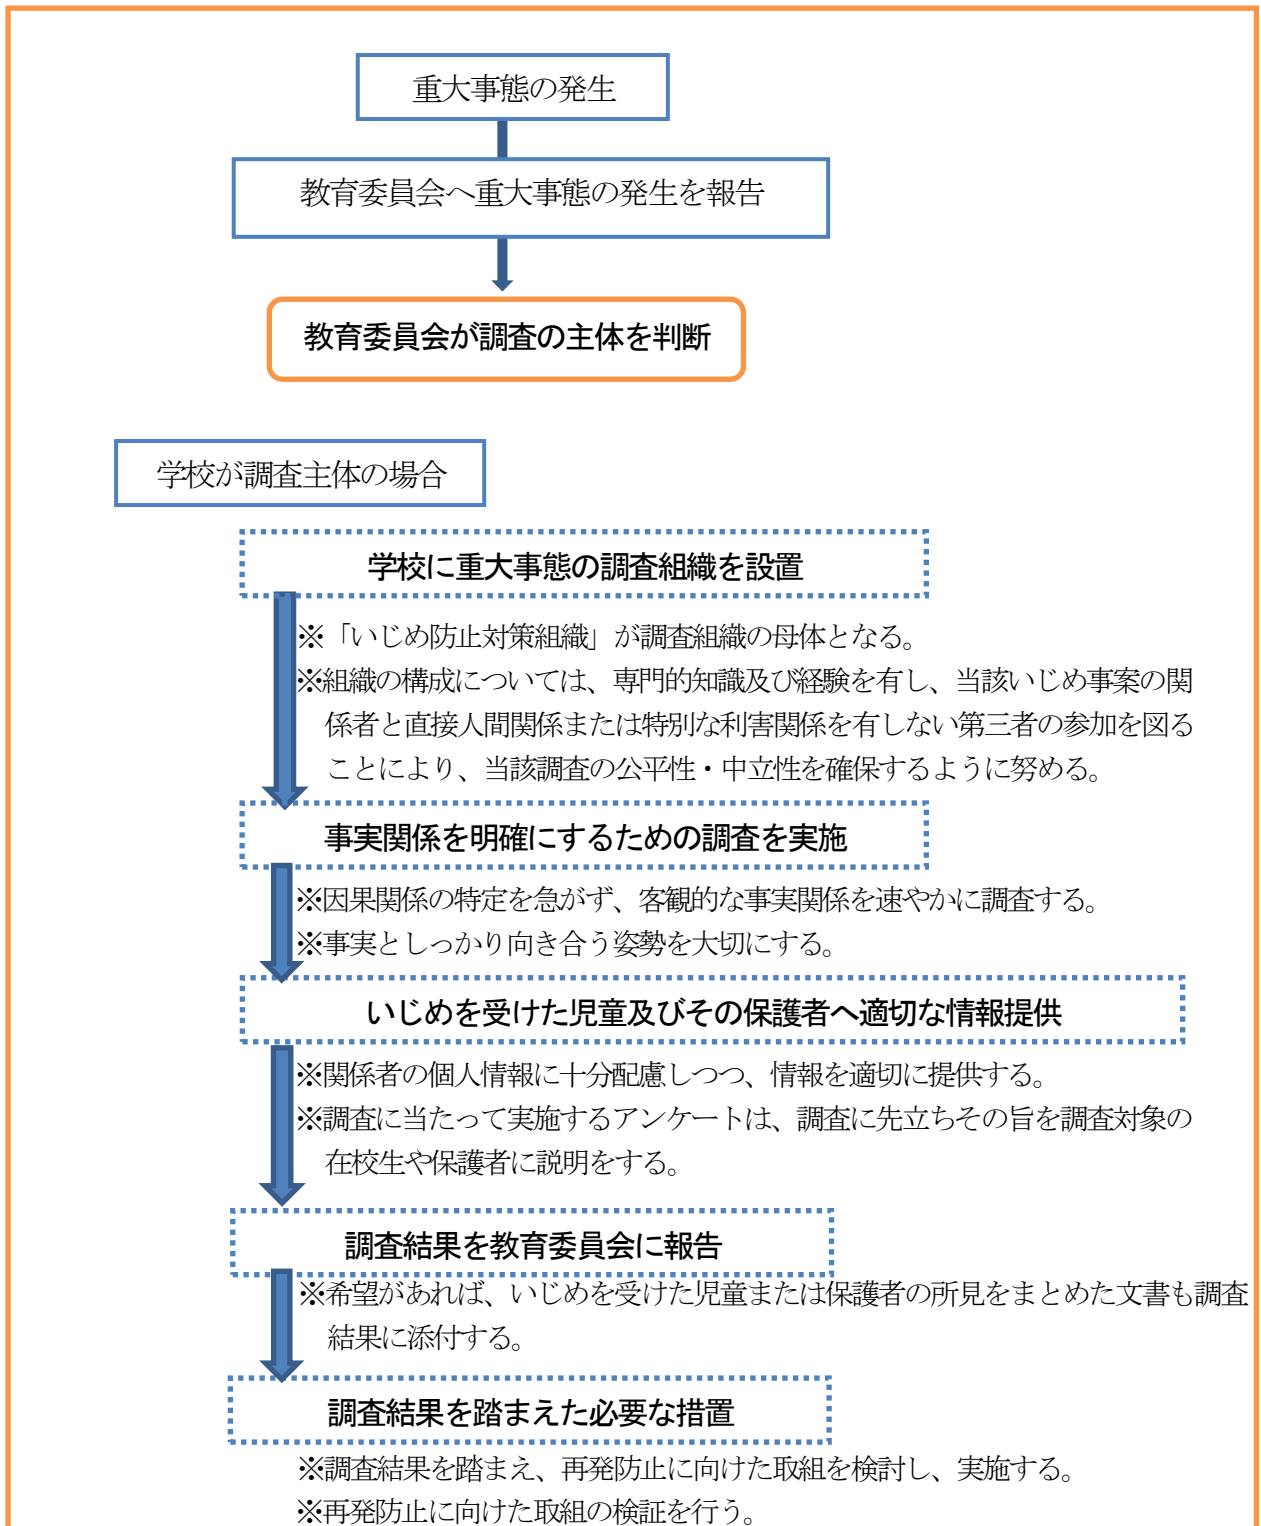 重大事態の発生
教育委員会へ重大事態の発生を報告
教育委員会が調査の主体を判断
学校が調査主体の場合
学校に重大事態の調査組織を設置
※「いじめ防止対策組織」が調査組織の母体となる。
※組織の構成については、専門的知識及び経験を有し、当該いじめ事案の関
係者と直接人間関係または特別な利害関係を有しない第三者の参加を図る
ことにより、当該調査の公平性・中立性を確保するように努める。
事実関係を明確にするための調査を実施
※因果関係の特定を急がず、客観的な事実関係を速やかに調査する。
※事実としっかり向き合う姿勢を大切にする。
いじめを受けた児童及びその保護者へ適切な情報提供
※関係者の個人情報に十分配慮しつつ、情報を適切に提供する。
※調査に当たって実施するアンケートは、調査に先立ちその旨を調査対象の
在校生や保護者に説明をする。
調査結果を教育委員会に報告
※希望があれば、いじめを受けた児童または保護者の所見をまとめた文書も調査
結果に添付する。
調査結果を踏まえた必要な措置
※調査結果を踏まえ、再発防止に向けた取組を検討し、実施する。
※再発防止に向けた取組の検証を行う。